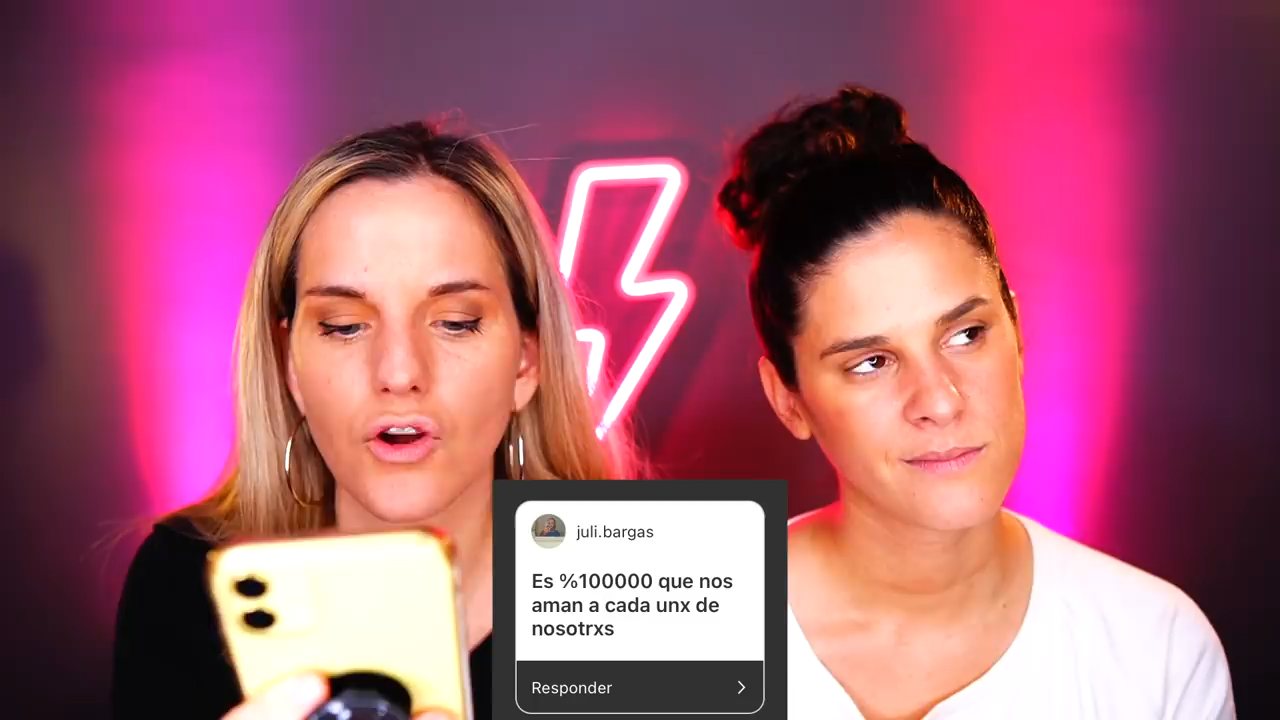 juli.bargas
Es %100000 que nos
aman a cada unx de
nosotrxs
Responder